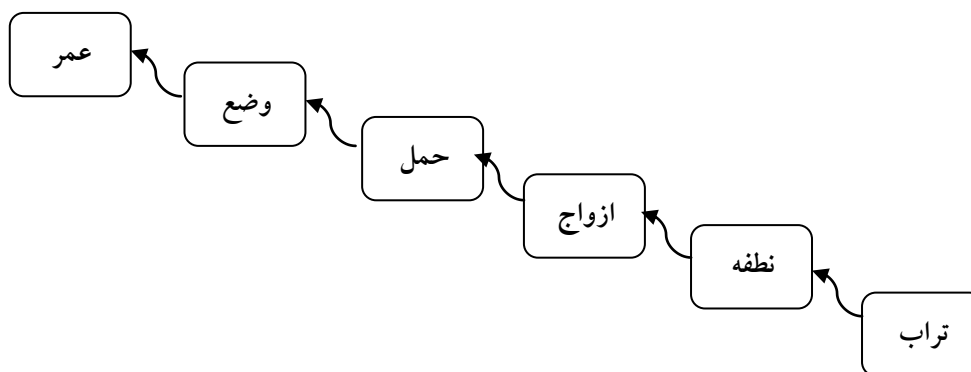 عمر
وضع
حمل
ازواج
نطفه
تراب